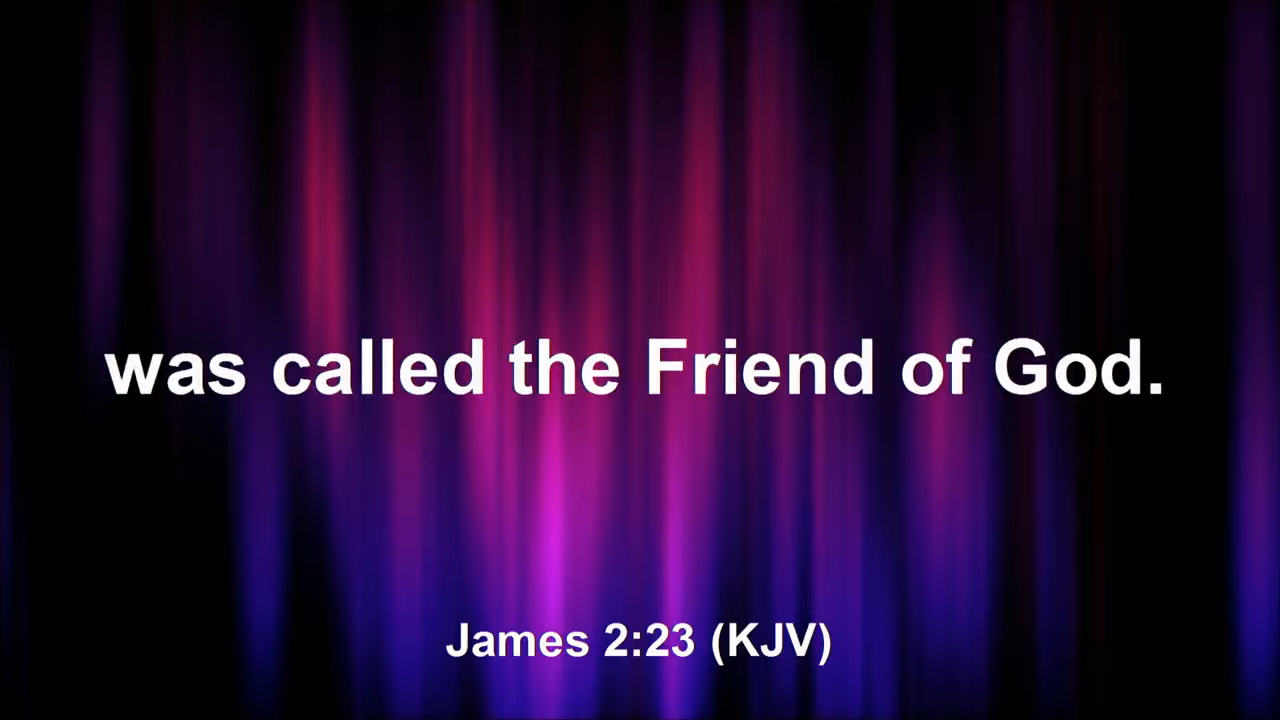 was called the Friend of God.
James 2:23 (KJV)